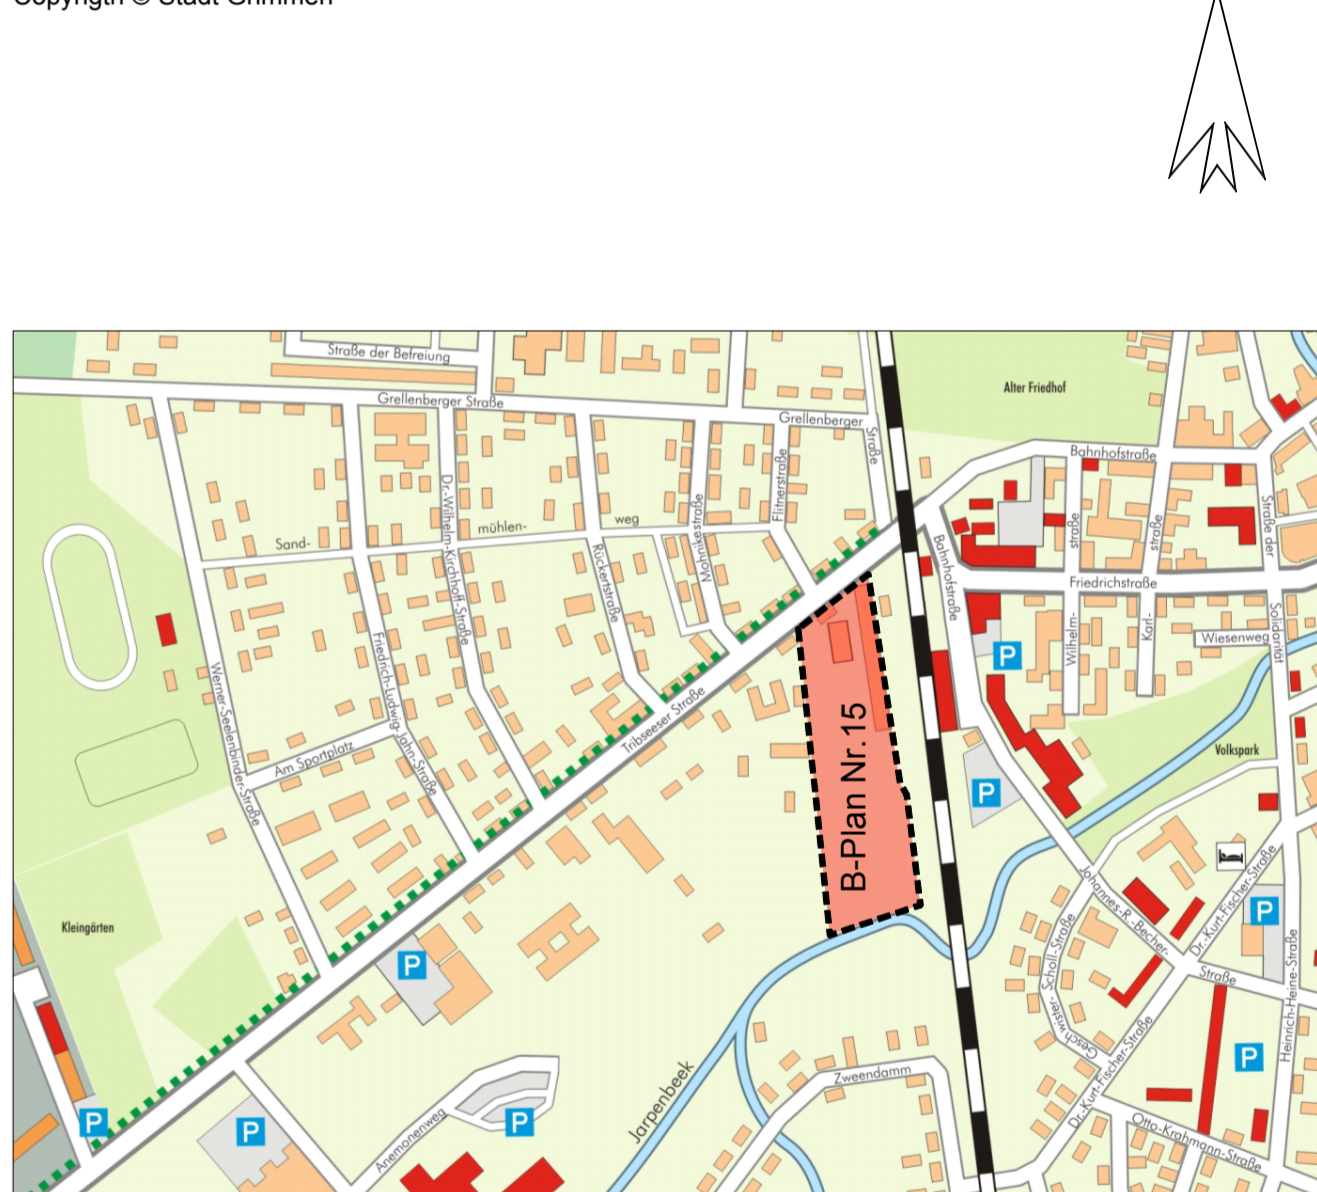 Copyrigth © Stadt Grimmen
Straße der Befreiung
Alter Friedhof
Grellenberger Straße
Grellenberger
Straße
Bahnhofstraße
Flitnerstraße
Dr.-Wilhelm-Kirchhoff-Straße
Mohnikestraße
Sand-
mühlen-
weg
straße
straße
Straße der
Solidarität
Bahnhofstraße
Rückertstraße
Friedrichstraße
Wilhelm-
Karl-
Wiesenweg
P
Friedrich-Ludwig-Jahn-Straße
Werner-Seelenbinder-Straße
Tribseeser Straße
B-Plan Nr.15
Am Sportplatz
Volkspark
P
Johannes-R.-Becher-
Straße
Dr.-Kurt-Fischer-Straße
P
Kleingärten
Geschwister-Scholl-Straße
P
Heinrich-Heine-Straße
Dr.-Kurt-Fischer-Straße
P
Zweendamm
Jarpenbeek
P
P
P
Anemonenweg
Otto-Krahmann-Straße